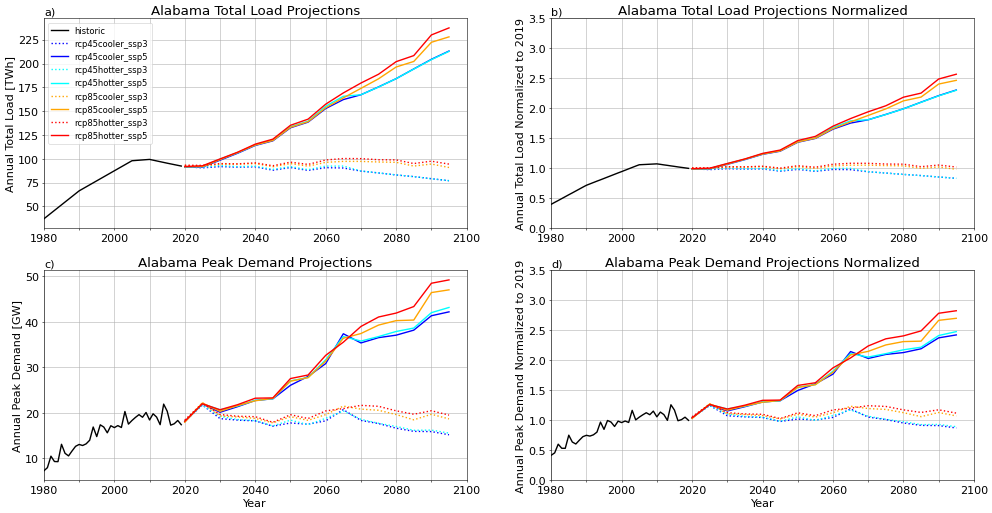 a)
Alabama Total Load Projections
Annual Total Load [TWh]
225
200
175
150
125
100
75
50
1980
2000
2020
2040
2060
2080
2100
historic
rcp45cooler_ssp3
rcp45cooler_ssp5
rcp45hotter_ssp3
rcp45hotter_ssp5
rcp85cooler_ssp3
rcp85cooler_ssp5
rcp85hotter_ssp3
rcp85hotter_ssp5
b)
Alabama Total Load Projections Normalized
Annual Total Load Normalized to 2019
3.5
3.0
2.5
2.0
1.5
1.0
0.5
0.0
1980
2000
2020
2040
2060
2080
2100
c)
Alabama Peak Demand Projections
Annual Peak Demand [GW]
50
40
30
20
10
1980
2000
2020
2040
2060
2080
2100
Year
d)
Alabama Peak Demand Projections Normalized
Annual Peak Demand Normalized to 2019
3.5
3.0
2.5
2.0
1.5
1.0
0.5
0.0
1980
2000
2020
2040
2060
2080
2100
Year